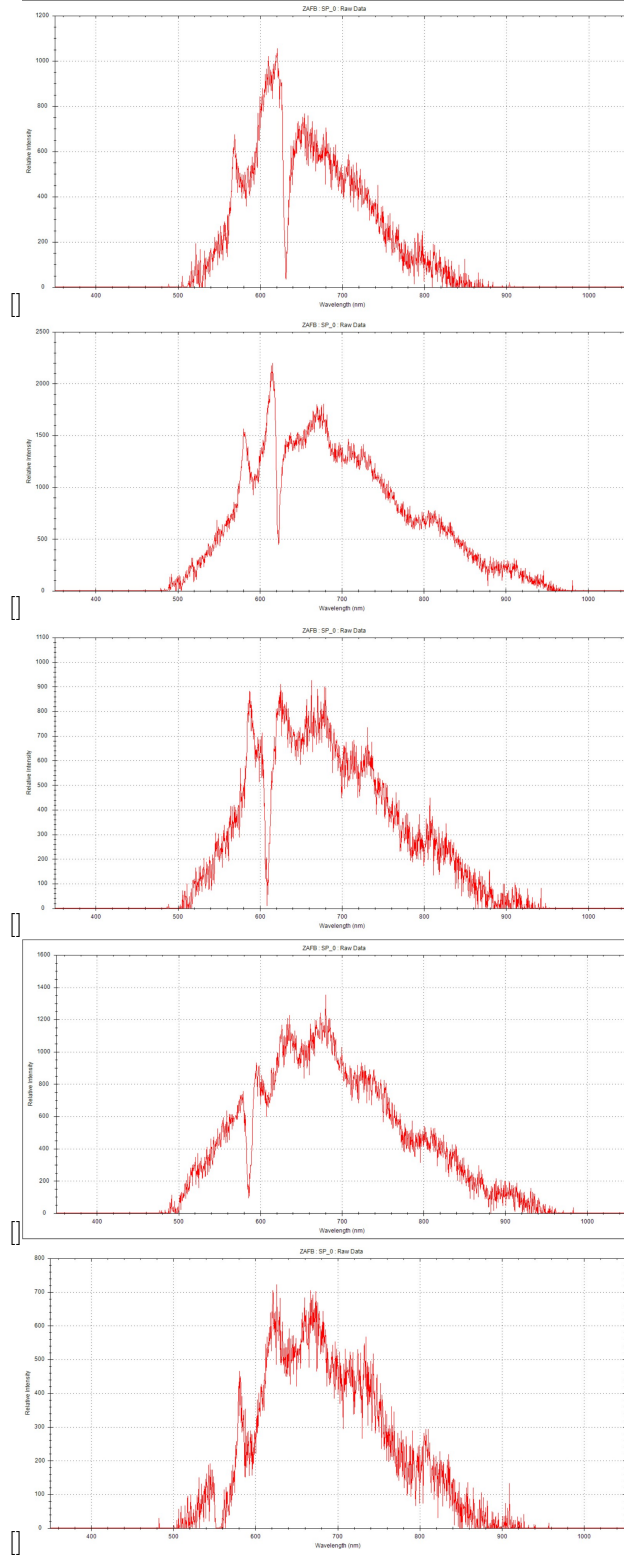 ZAFB : SP_0 : Raw Data
1200
1000
800
600
400
200
0
Relative Intensity
400 500 600 700 800 900 1000
Wavelength (nm)
[]
ZAFB : SP_0 : Raw Data
2500
2000
1500
1000
500
0
Relative Intensity
400 500 600 700 800 900 1000
Wavelength (nm)
[]
ZAFB : SP_0 : Raw Data
1100
1000
900
800
700
600
500
400
300
200
100
0
Relative Intensity
400 500 600 700 800 900 1000
Wavelength (nm)
[]
ZAFB : SP_0 : Raw Data
1600
1400
1200
1000
800
600
400
200
0
Relative Intensity
400 500 600 700 800 900 1000
Wavelength (nm)
[]
ZAFB : SP_0 : Raw Data
800
700
600
500
400
300
200
100
0
Relative Intensity
400 500 600 700 800 900 1000
Wavelength (nm)
[]